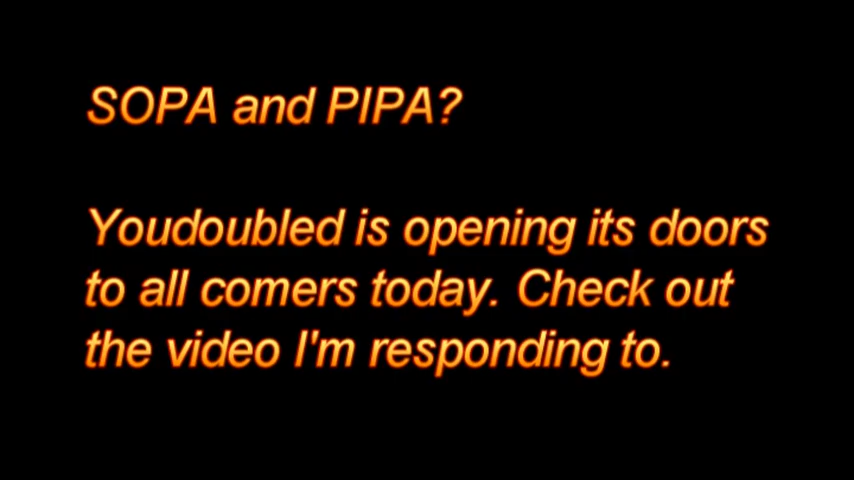 SOPA and PIPA?
Youdoubled is opening its doors
to all comers today. Check out
the video I'm responding to.